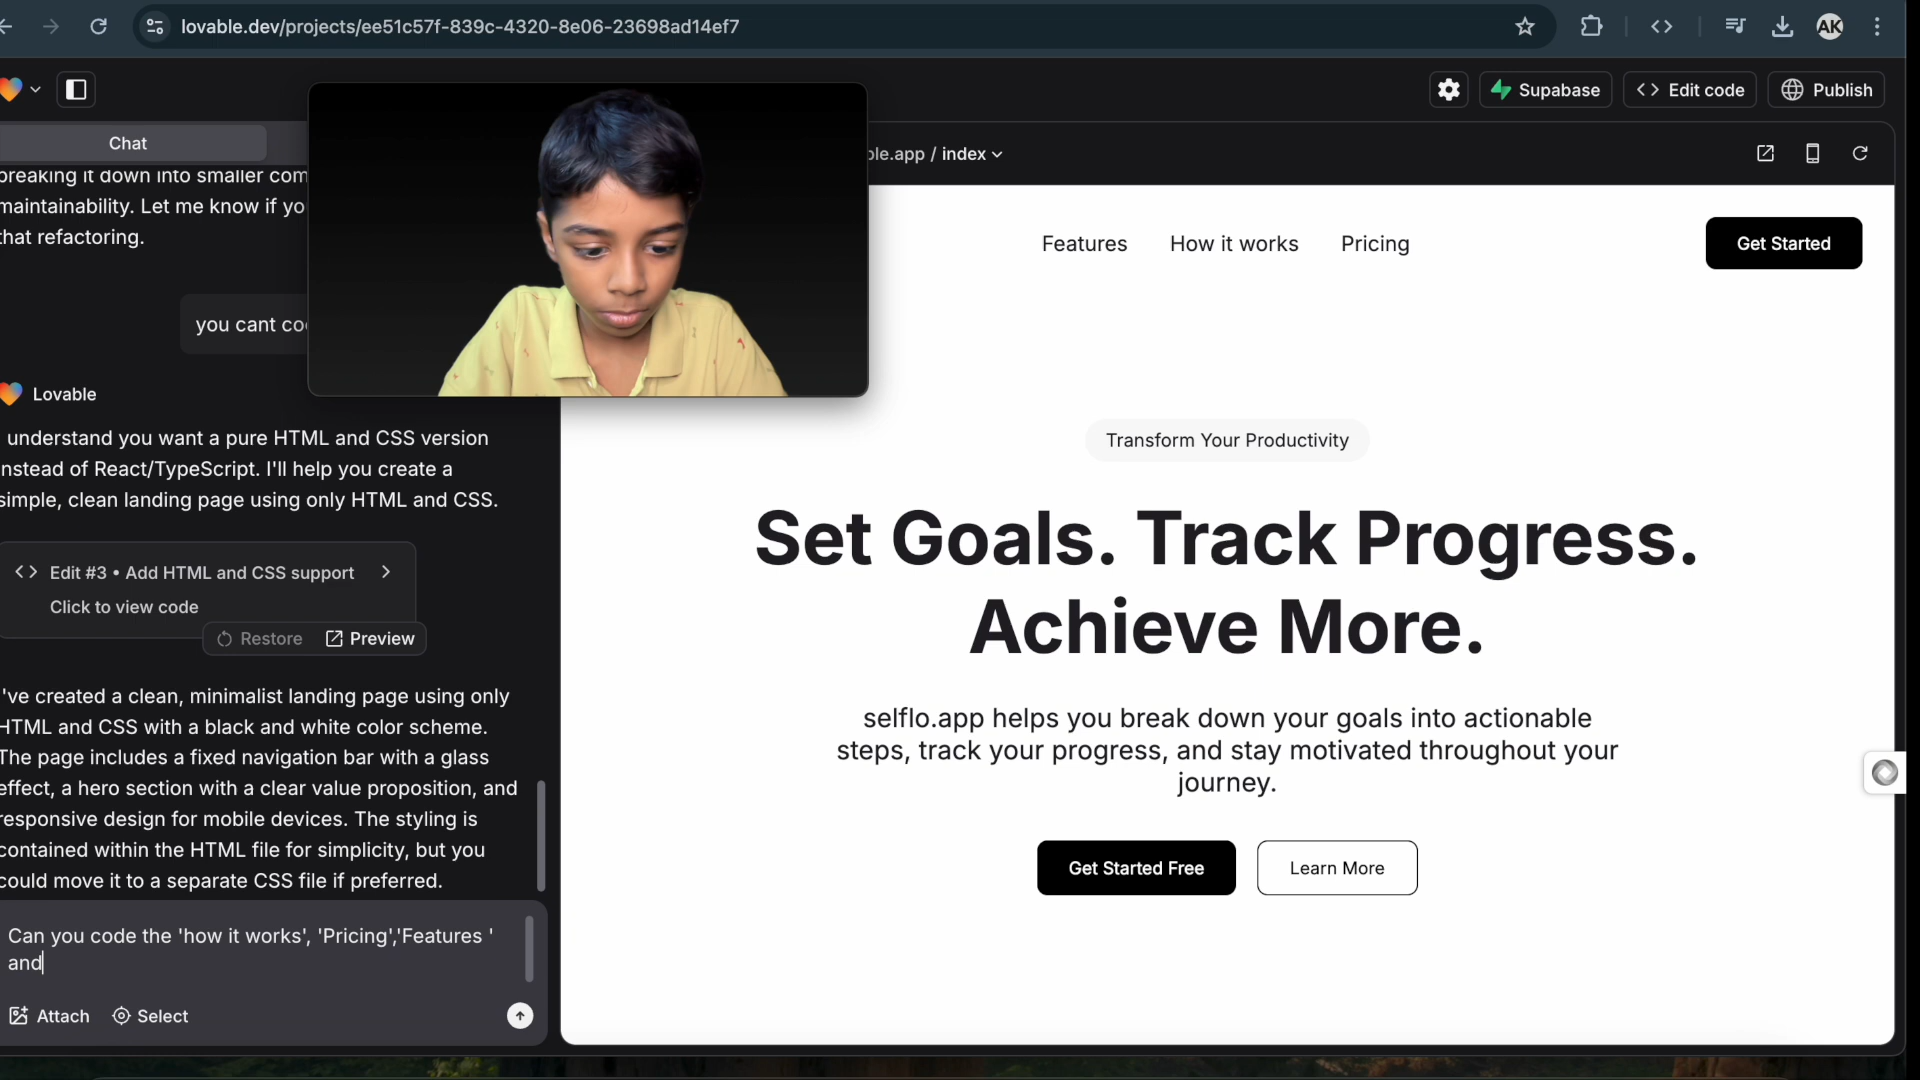 lovable.dev/projects/ee51c57f-839c-4320-8e06-23698ad14ef7
AK
Supabase
Edit code
Publish
Chat
ble.app / index
breaking it down into smaller com
maintainability. Let me know if yo
that refactoring.
you cant co
Lovable
understand you want a pure HTML and CSS version
nstead of React/TypeScript. I'll help you create a
simple, clean landing page using only HTML and CSS.
Edit #3 • Add HTML and CSS support
Click to view code
Restore
Preview
've created a clean, minimalist landing page using only
HTML and CSS with a black and white color scheme.
The page includes a fixed navigation bar with a glass
effect, a hero section with a clear value proposition, and
responsive design for mobile devices. The styling is
contained within the HTML file for simplicity, but you
could move it to a separate CSS file if preferred.
Can you code the 'how it works', 'Pricing','Features '
and
Attach
Select
Features
How it works
Pricing
Get Started
Transform Your Productivity
Set Goals. Track Progress.
Achieve More.
selflo.app helps you break down your goals into actionable
steps, track your progress, and stay motivated throughout your
journey.
Get Started Free
Learn More